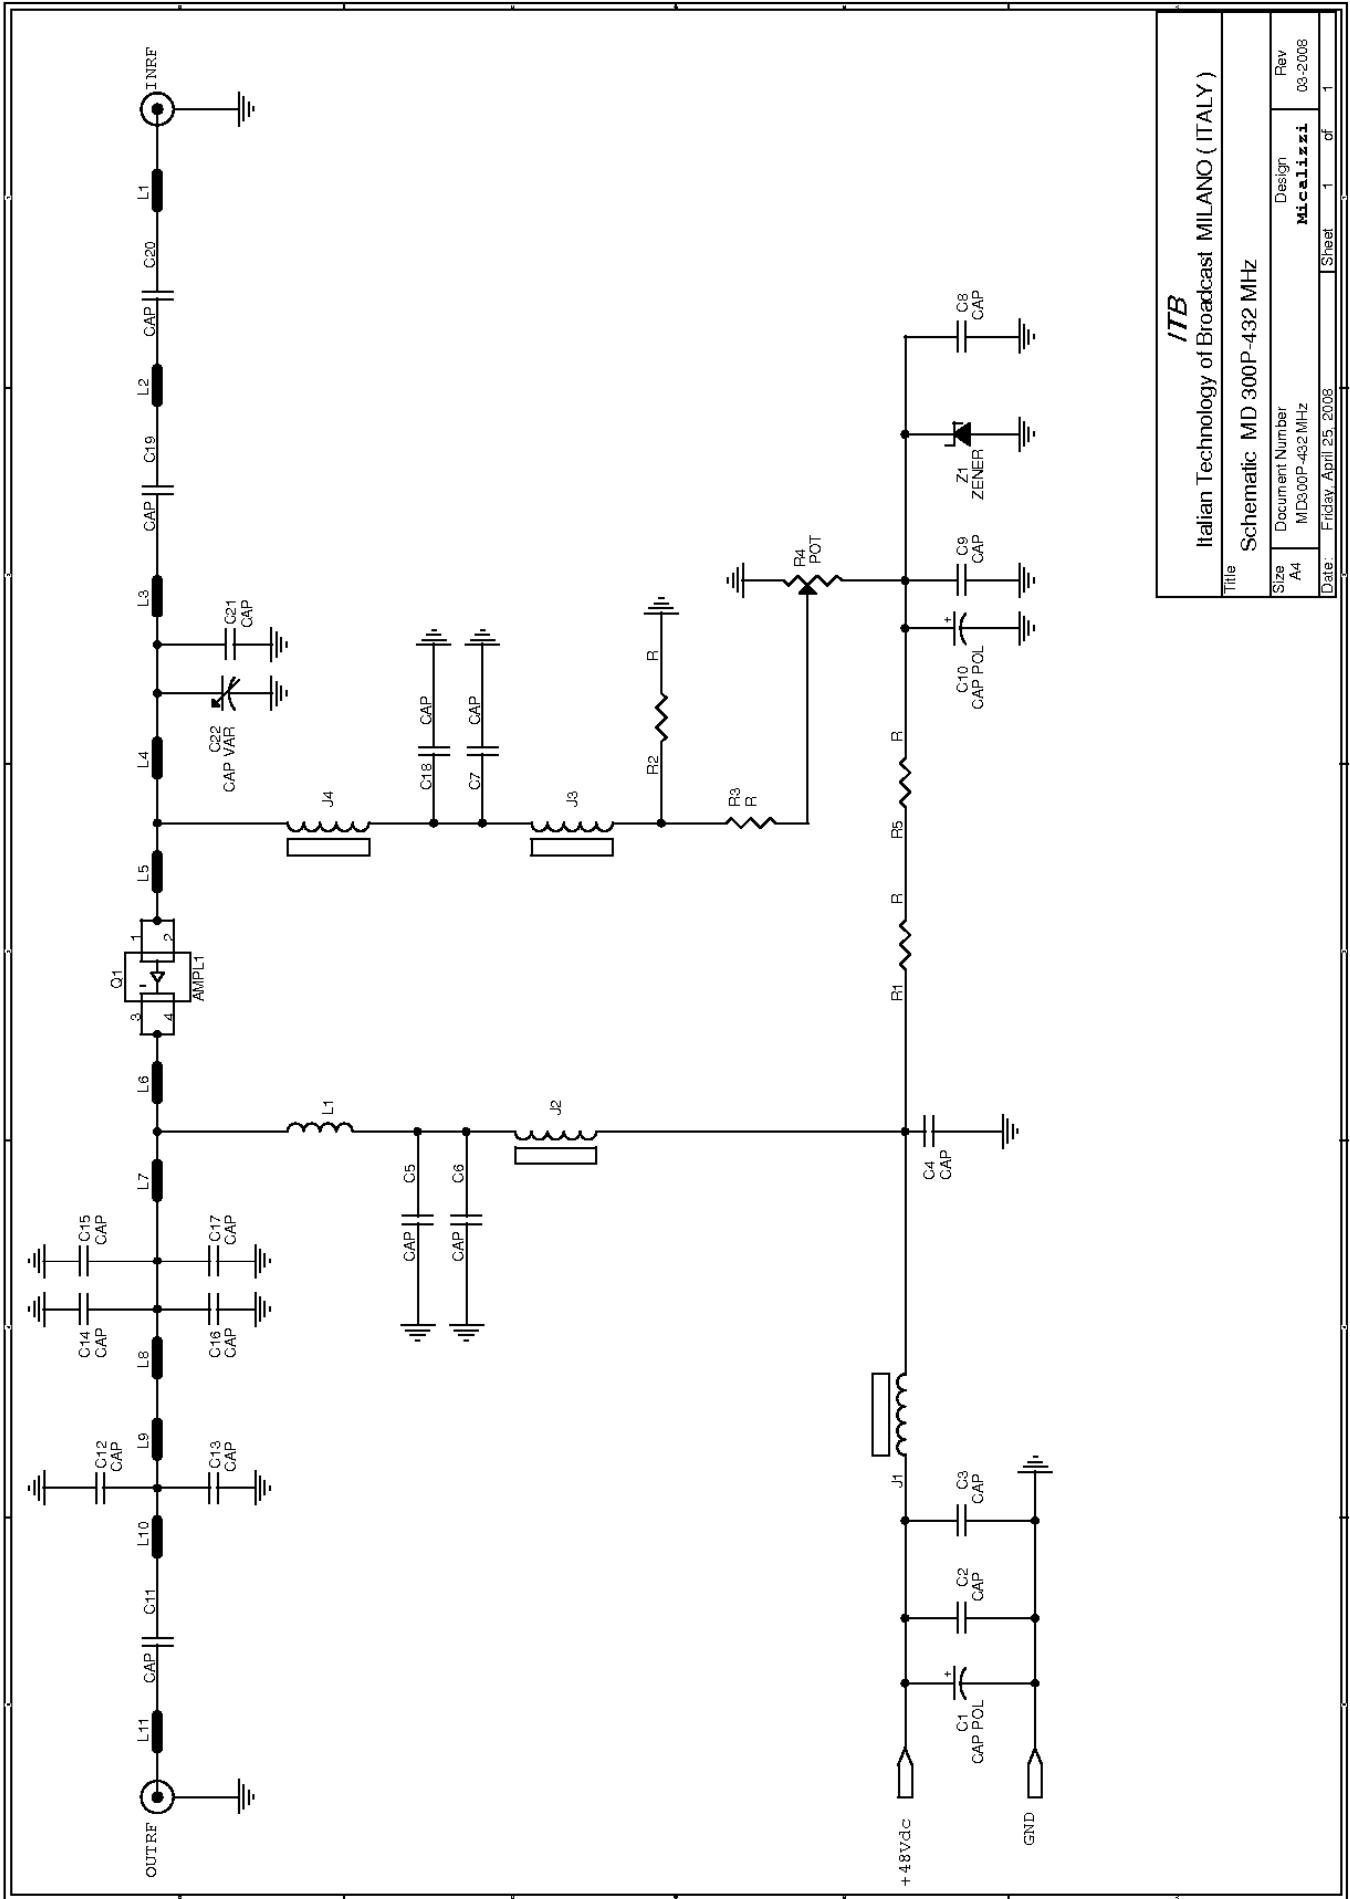 INRF
L1
C20
CAP
L2
C19
CAP
L3
C21
CAP
C22
CAP VAR
L4
J4
C18
CAP
C7
CAP
J3
R2
R
R3
R
R4
POT
L5
Q1
AMPL1
1
2
3
4
L6
L1
J2
C5
CAP
C6
CAP
L7
C15
CAP
C17
CAP
C14
CAP
C16
CAP
L8
L9
C12
CAP
C13
CAP
L10
C11
CAP
L11
OUTRF
+48Vdc
GND
+
C1
CAP POL
C2
CAP
C3
CAP
J1
C4
CAP
R1
R
R5
R
+
C10
CAP POL
C9
CAP
Z1
ZENER
C8
CAP
ITB
Italian Technology of Broadcast MILANO ( ITALY )
Title
Schematic MD 300P-432 MHz
Size
A4
Document Number
MD300P-432 MHz
Design
Micalizzi
Rev
03-2008
Date: Friday, April 25, 2008 Sheet 1 of 1